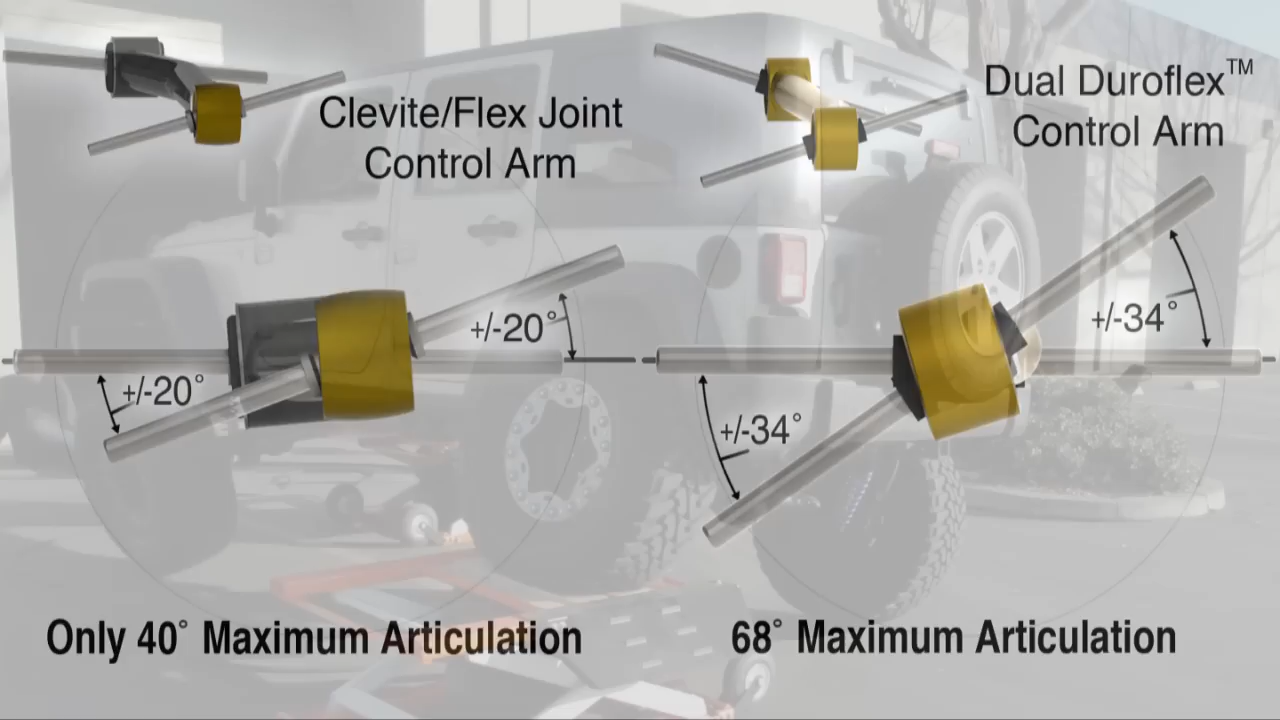 Clevite/Flex Joint
Control Arm
Dual Duroflex™
Control Arm
+/-20°
+/-20°
+/-34°
+/-34°
Only 40° Maximum Articulation
68° Maximum Articulation